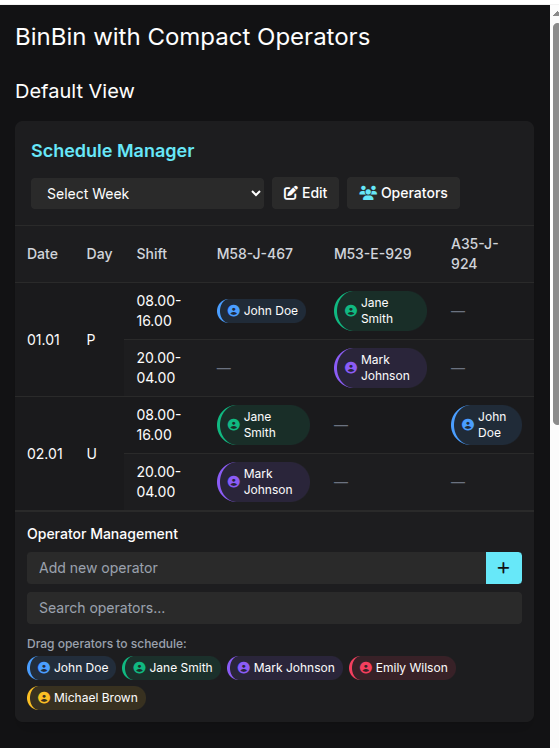 BinBin with Compact Operators
Default View
Schedule Manager
Select Week Edit Operators
Date Day Shift M58-J-467 M53-E-929 A35-J-
924
01.01 P
08.00-
16.00
John Doe
Jane
Smith
—
20.00-
04.00
—
Mark
Johnson
—
02.01 U
08.00-
16.00
Jane
Smith
—
John
Doe
20.00-
04.00
Mark
Johnson
—
—
Operator Management
Add new operator +
Search operators...
Drag operators to schedule:
John Doe Jane Smith Mark Johnson Emily Wilson
Michael Brown